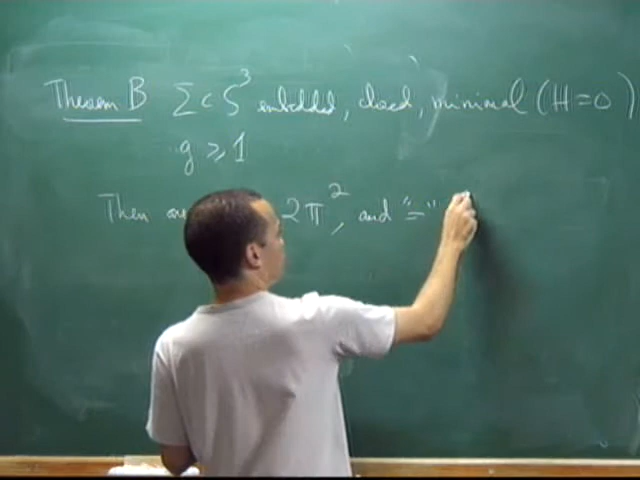 Theorem B Σ ⊂ S³ embedded, closed, minimal (H=0)
g ≥ 1
Then 2π², and "="